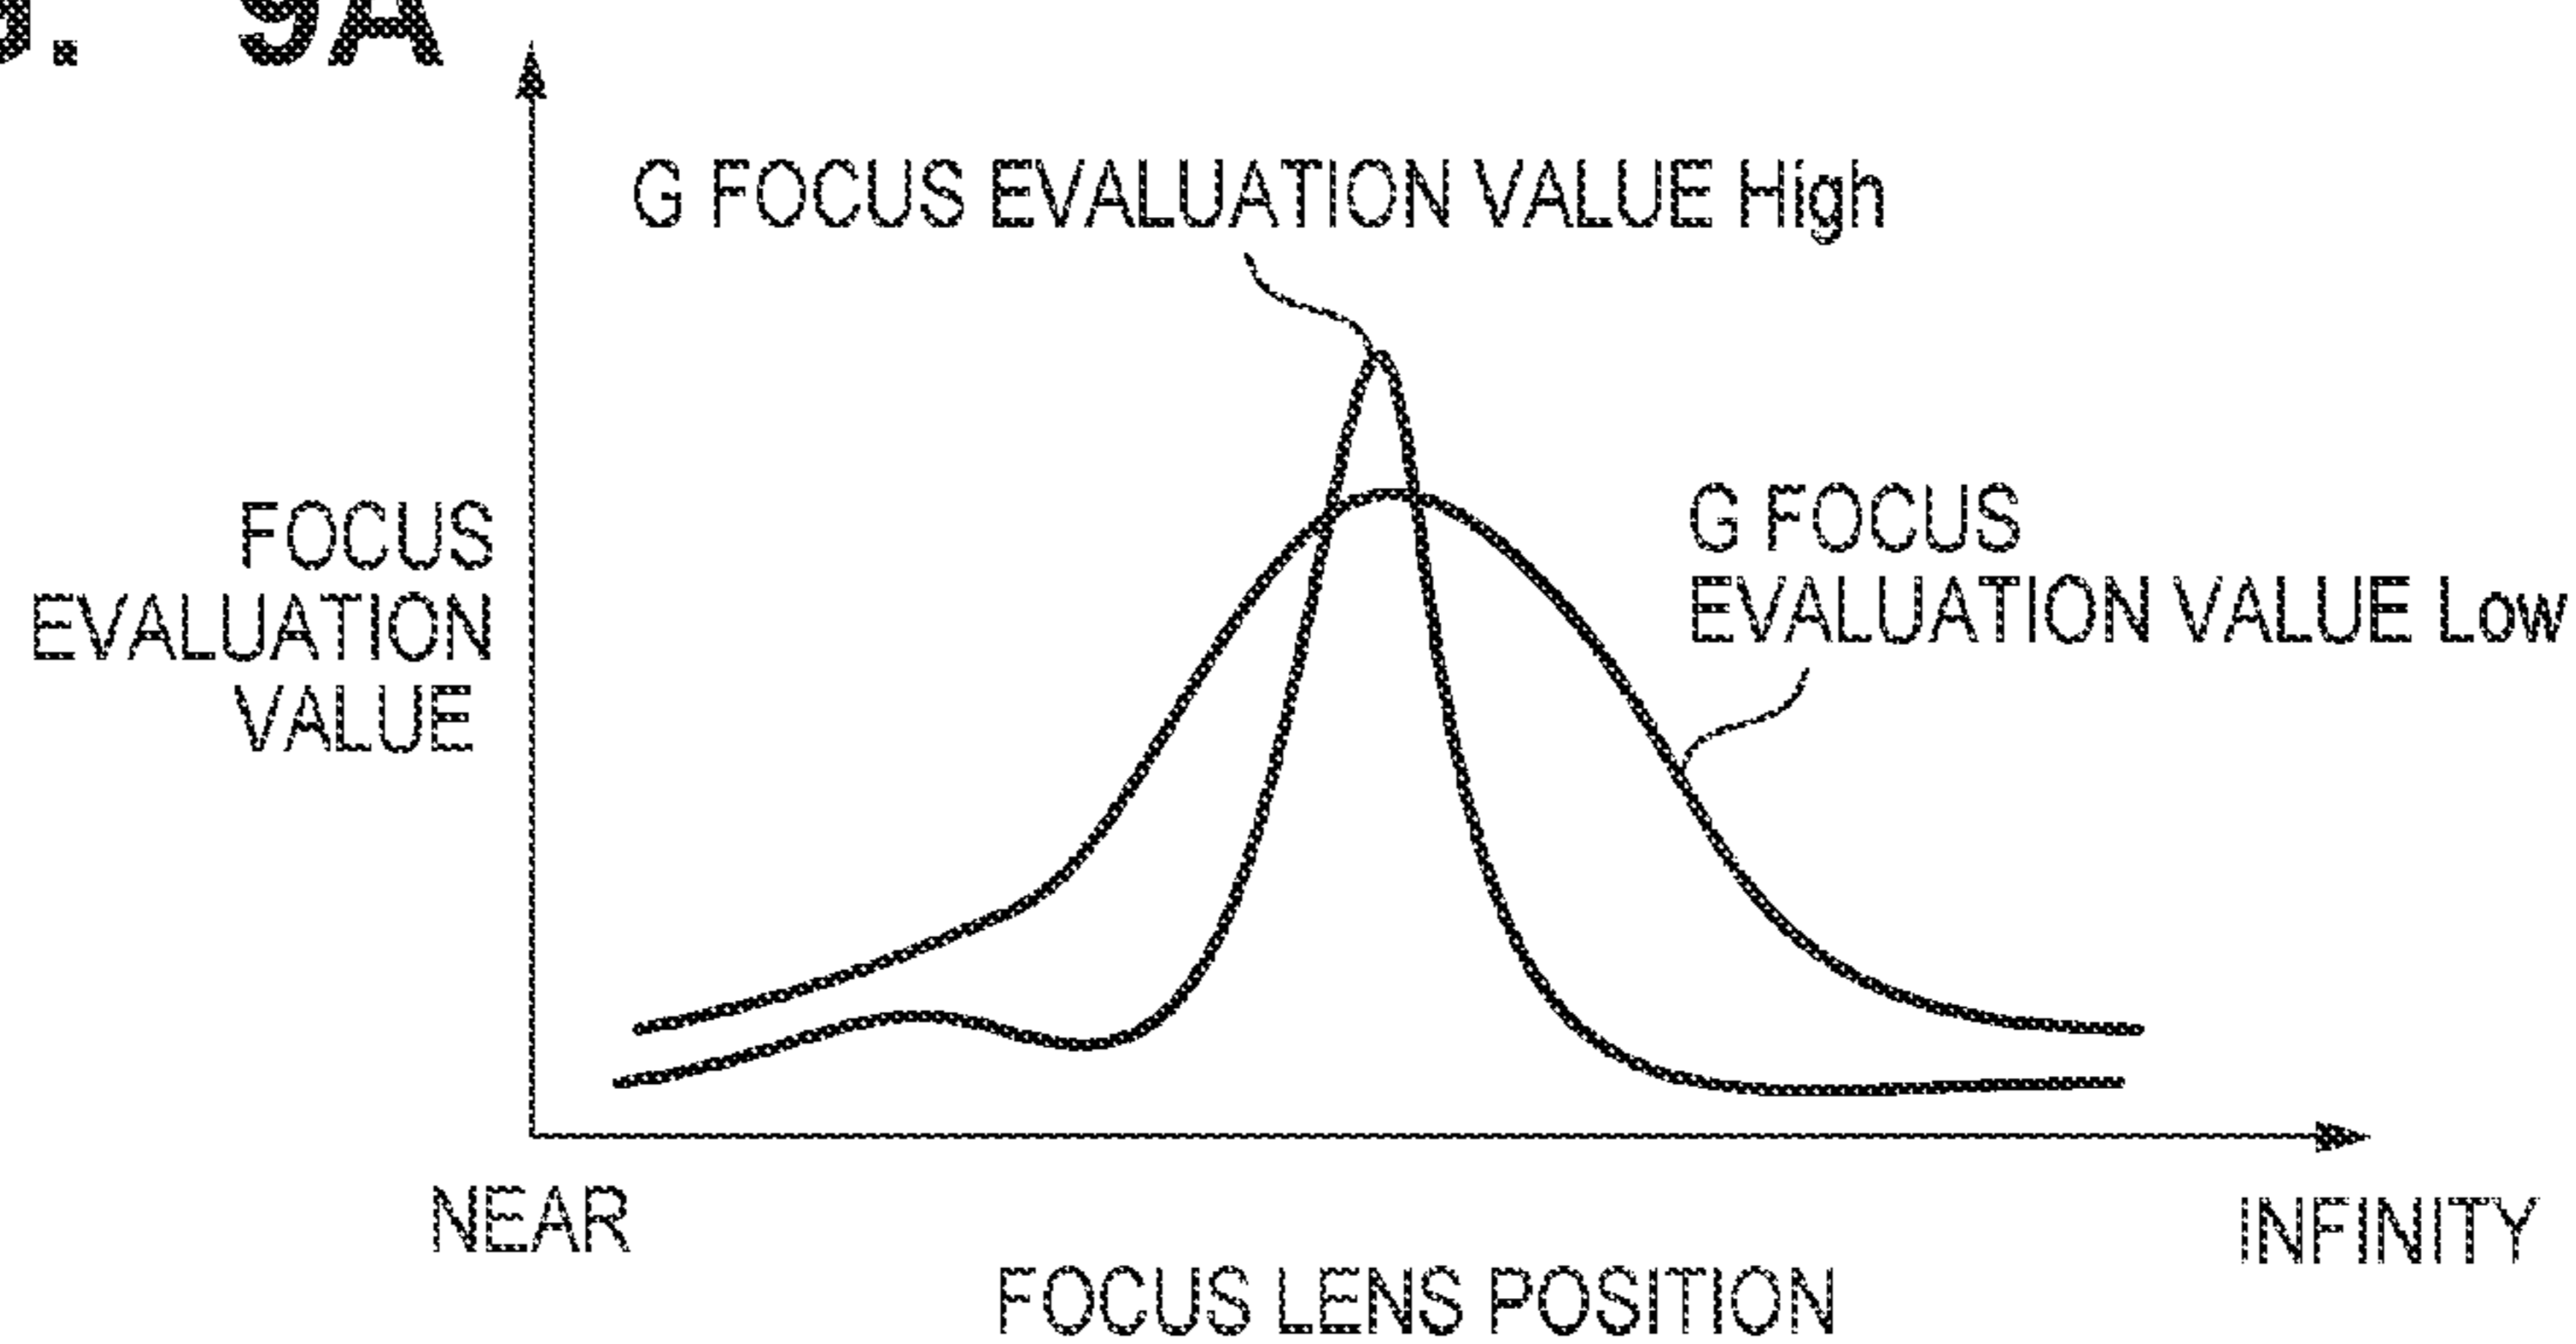 9A
G FOCUS EVALUATION VALUE High
FOCUS
EVALUATION
VALUE
G FOCUS
EVALUATION VALUE Low
NEAR
INFINITY
FOCUS LENS POSITION